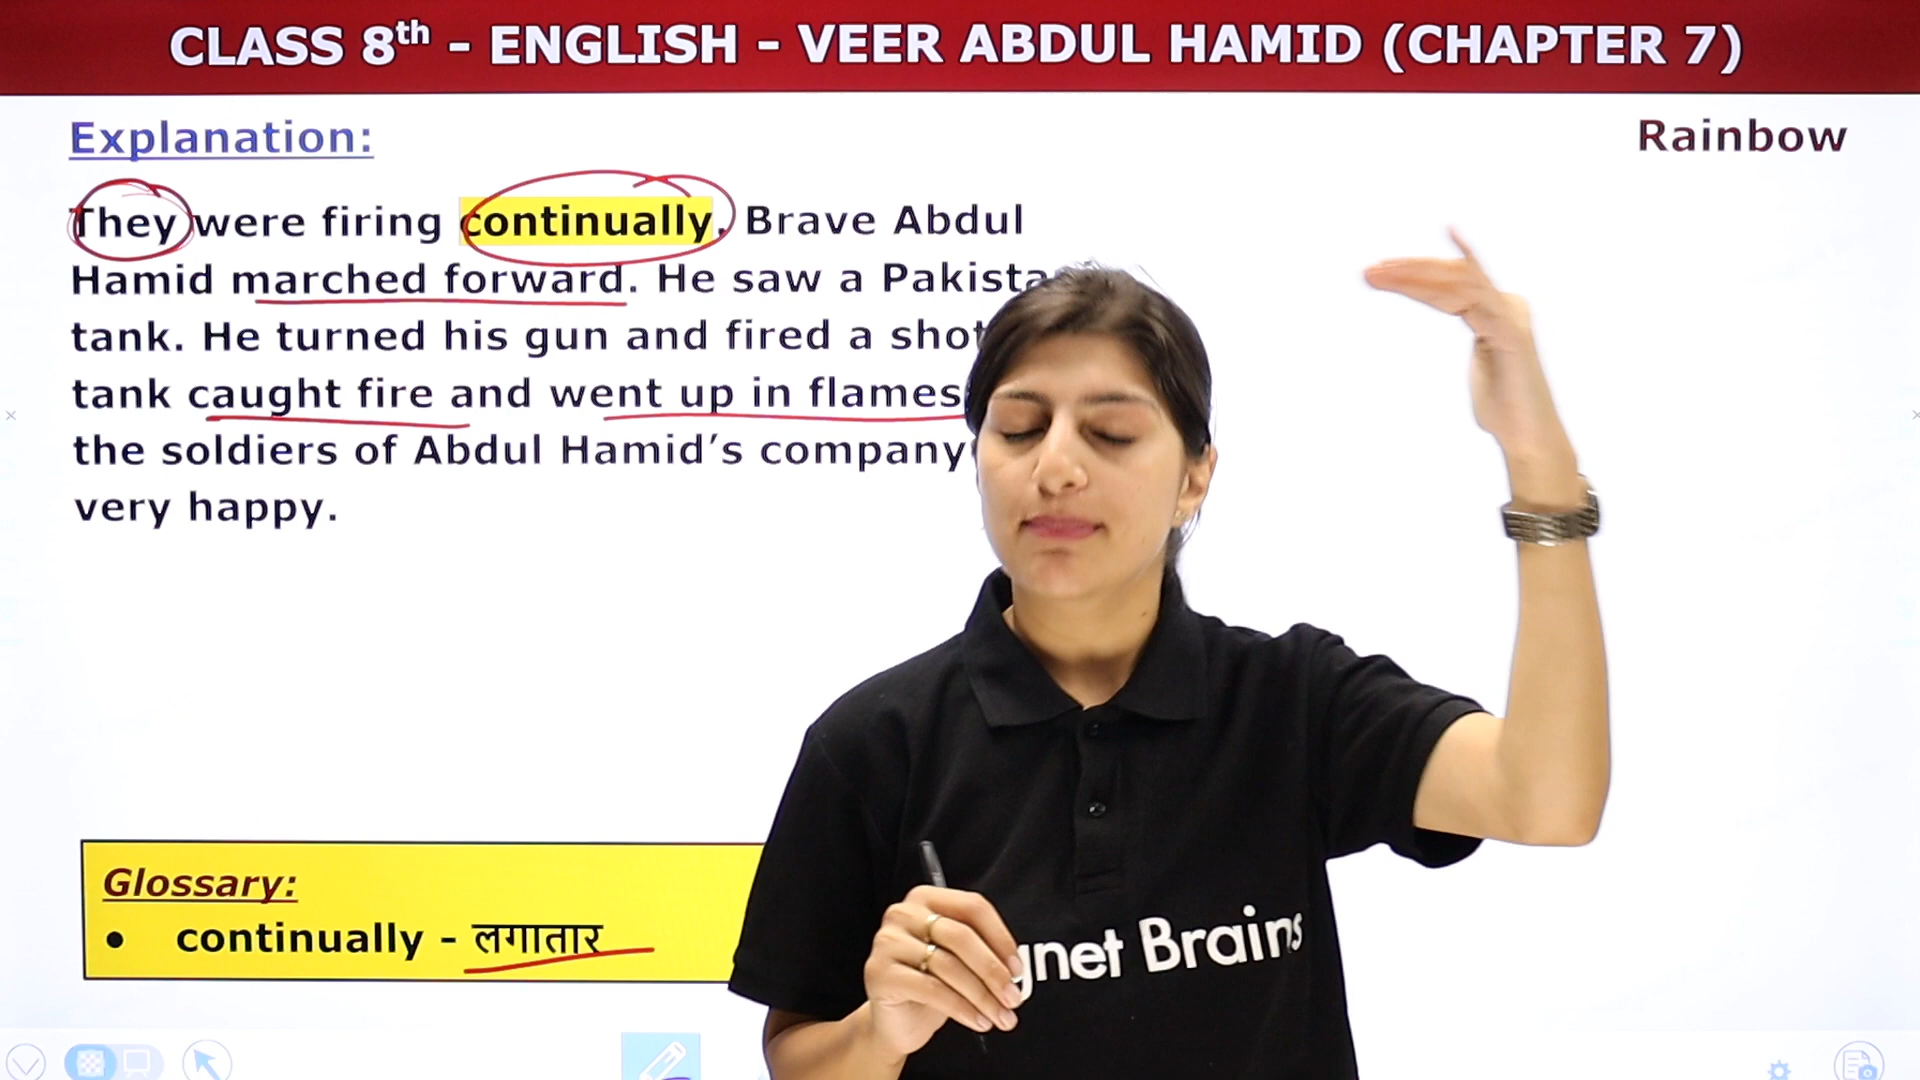 CLASS 8th - ENGLISH - VEER ABDUL HAMID (CHAPTER 7)
Explanation:
Rainbow
They were firing continually. Brave Abdul
Hamid marched forward. He saw a
tank. He turned his gun and fired a shot
tank caught fire and went up in flames
the soldiers of Abdul Hamid's company
very happy.
Glossary:
• continually - लगातार
gnet Brains